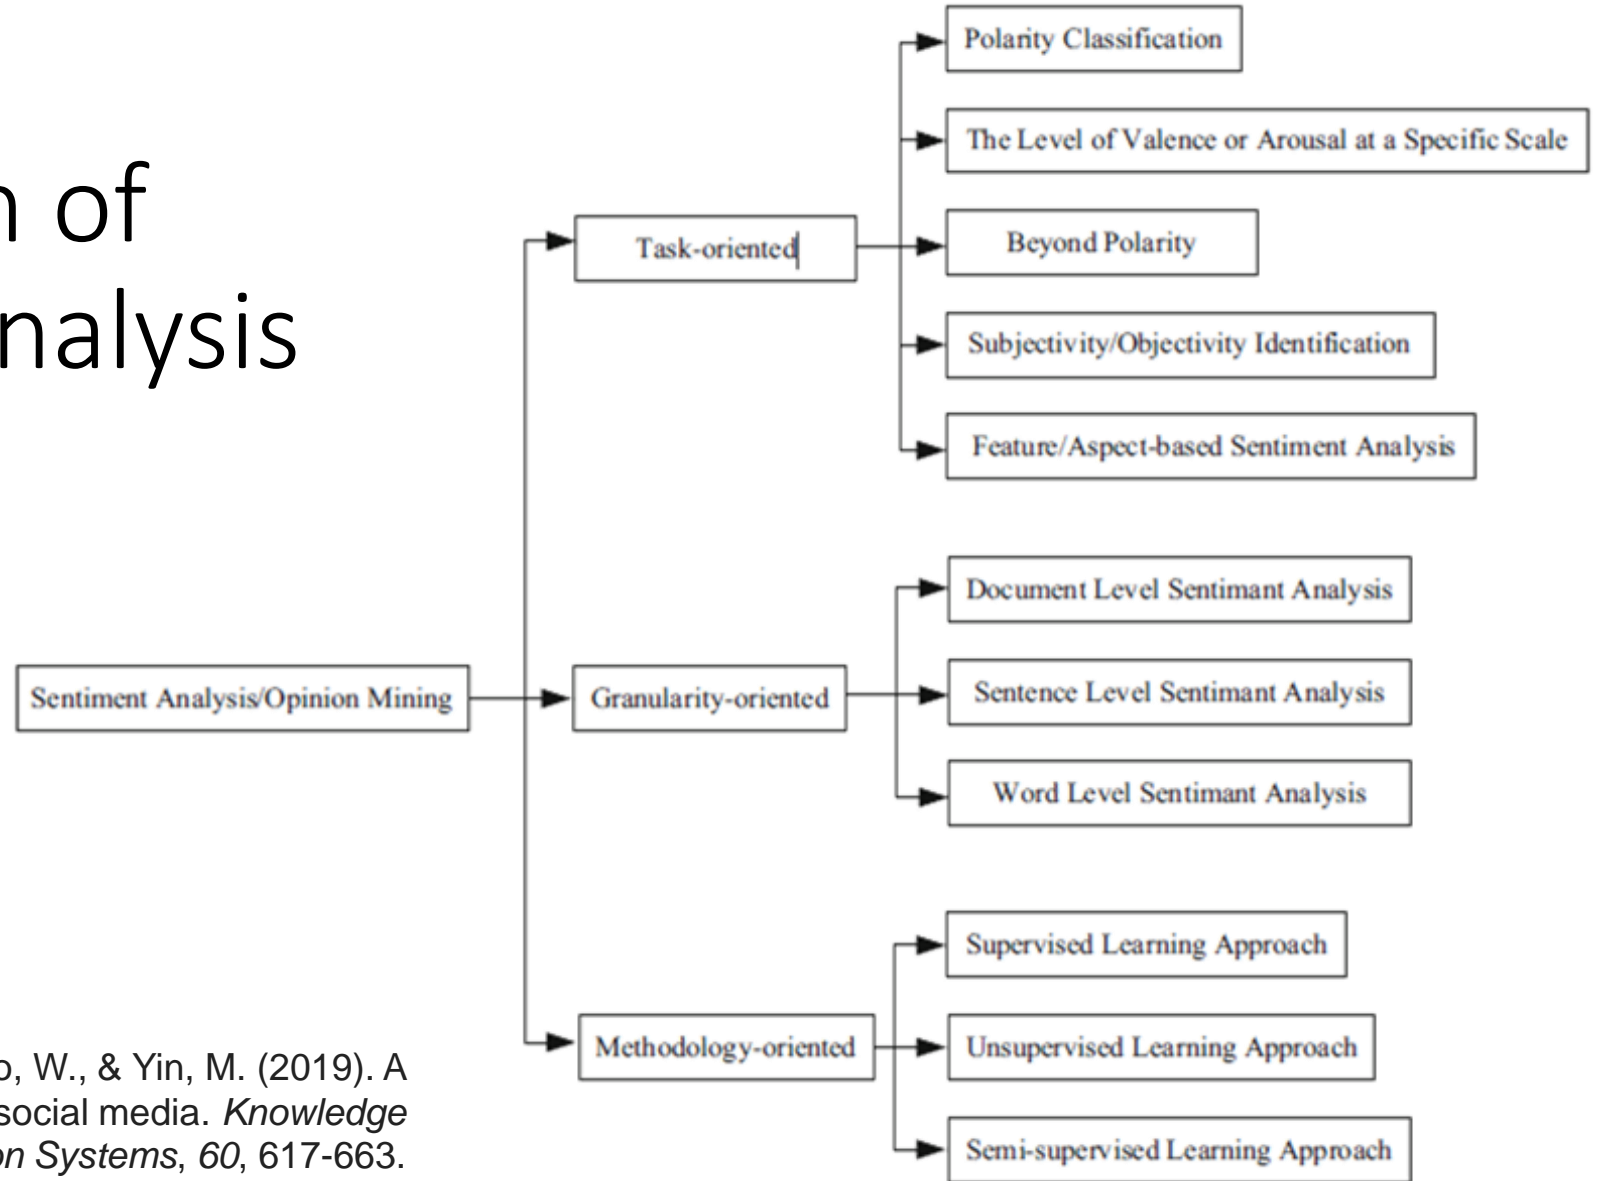 of
nalysis
Polarity Classification
The Level of Valence or Arousal at a Specific Scale
Task-oriented
Beyond Polarity
Subjectivity/Objectivity Identification
Feature/Aspect-based Sentiment Analysis
Document Level Sentimant Analysis
Sentiment Analysis/Opinion Mining
Granularity-oriented
Sentence Level Sentimant Analysis
Word Level Sentimant Analysis
Supervised Learning Approach
Methodology-oriented
Unsupervised Learning Approach
Semi-supervised Learning Approach
o, W., & Yin, M. (2019). A
social media. Knowledge
on Systems, 60, 617-663.